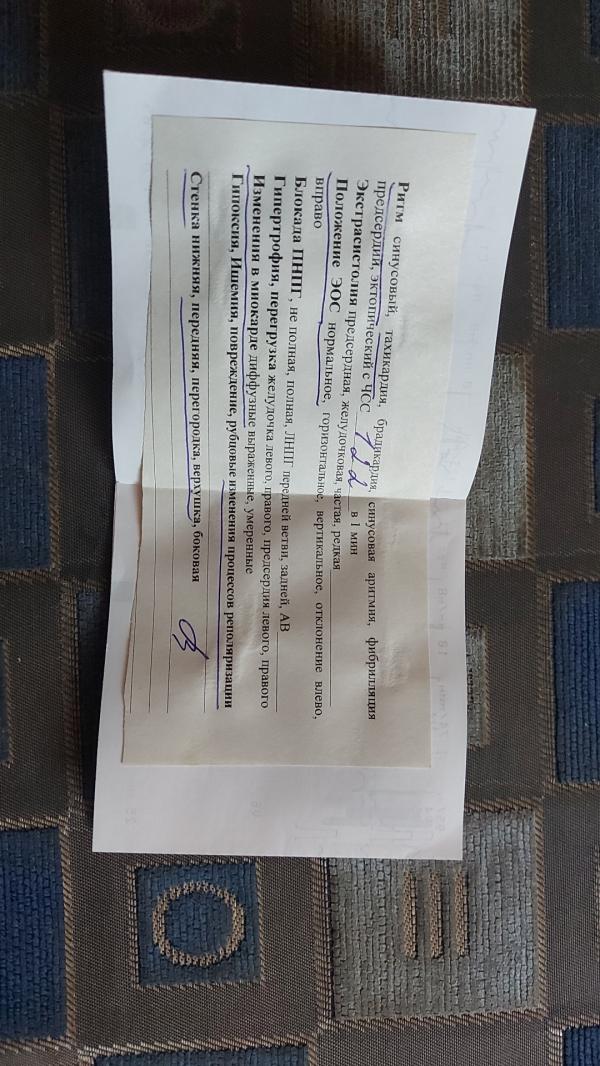 Ритм синусовый, тахикардия, брадикардия, синусовая аритмия, фибрилляция
предсердий, эктопический с ЧСС 122 в 1 мин
Экстрасистолия предсердная, желудочковая, частая, редкая
Положение ЭОС нормальное, горизонтальное, вертикальное, отклонение влево,
вправо
Блокада ПНПГ, не полная, полная, ЛНПГ передней ветви, задней, АВ
Гипертрофия, перегрузка желудочка левого, правого, предсердия левого, правого
Изменения в миокарде диффузные выраженные, умеренные
Гипоксия, Ишемия, повреждение, рубцовые изменения процессов реполяризации
Стенка нижняя, передняя, перегородка, верхушка, боковая